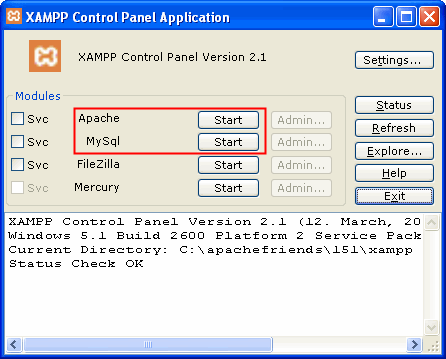 XAMPP Control Panel Application
XAMPP Control Panel Version 2.1
Settings...
Modules
Svc Apache Start Admin...
Svc MySql Start Admin...
Svc FileZilla Start Admin...
Svc Mercury Start Admin...
Status
Refresh
Explore...
Help
Exit
XAMPP Control Panel Version 2.1 (12. March, 20
Windows 5.1 Build 2600 Platform 2 Service Pack
Current Directory: C:\apachefriends\151\xampp
Status Check OK